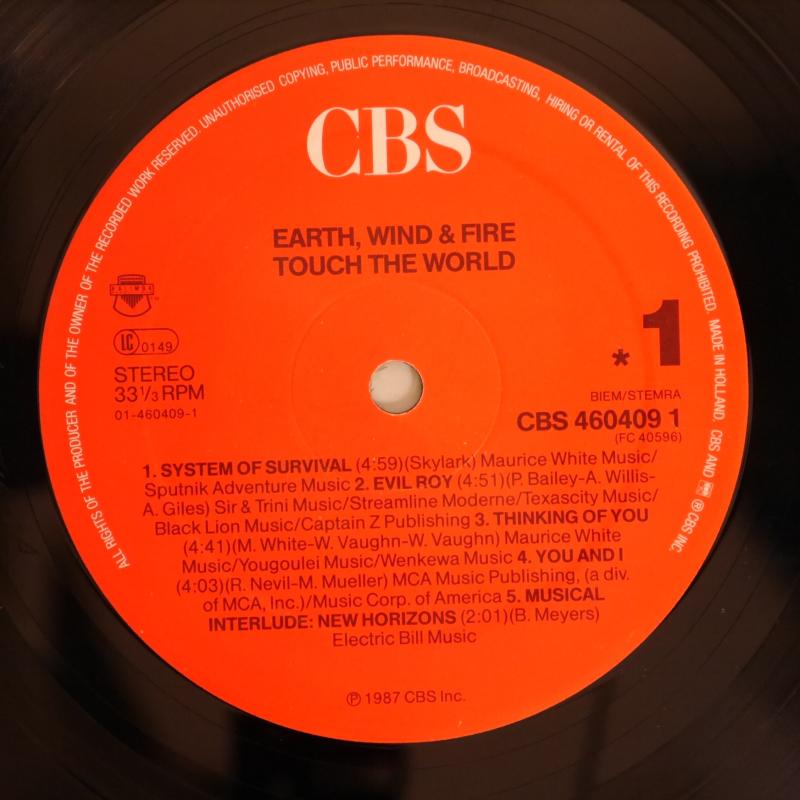 ALL RIGHTS OF THE PRODUCER AND OF THE OWNER OF THE RECORDED WORK RESERVED. UNAUTHORISED COPYING, PUBLIC PERFORMANCE, BROADCASTING, HIRING OR RENTAL OF THIS RECORDING PROHIBITED. MADE IN HOLLAND. CBS AND ℗ CBS INC.
CBS
EARTH, WIND & FIRE
TOUCH THE WORLD
KALIMBA
TM
LC 0149
STEREO
33 1/3 RPM
01-460409-1
* 1
BIEM/STEMRA
CBS 460409 1
(FC 40596)
1. SYSTEM OF SURVIVAL (4:59)(Skylark) Maurice White Music/
Sputnik Adventure Music 2. EVIL ROY (4:51)(P. Bailey-A. Willis-
A. Giles) Sir & Trini Music/Streamline Moderne/Texascity Music/
Black Lion Music/Captain Z Publishing 3. THINKING OF YOU
(4:41)(M. White-W. Vaughn-W. Vaughn) Maurice White
Music/Yougoulei Music/Wenkewa Music 4. YOU AND I
(4:03)(R. Nevil-M. Mueller) MCA Music Publishing, (a div.
of MCA, Inc.)/Music Corp. of America 5. MUSICAL
INTERLUDE: NEW HORIZONS (2:01)(B. Meyers)
Electric Bill Music
℗ 1987 CBS Inc.